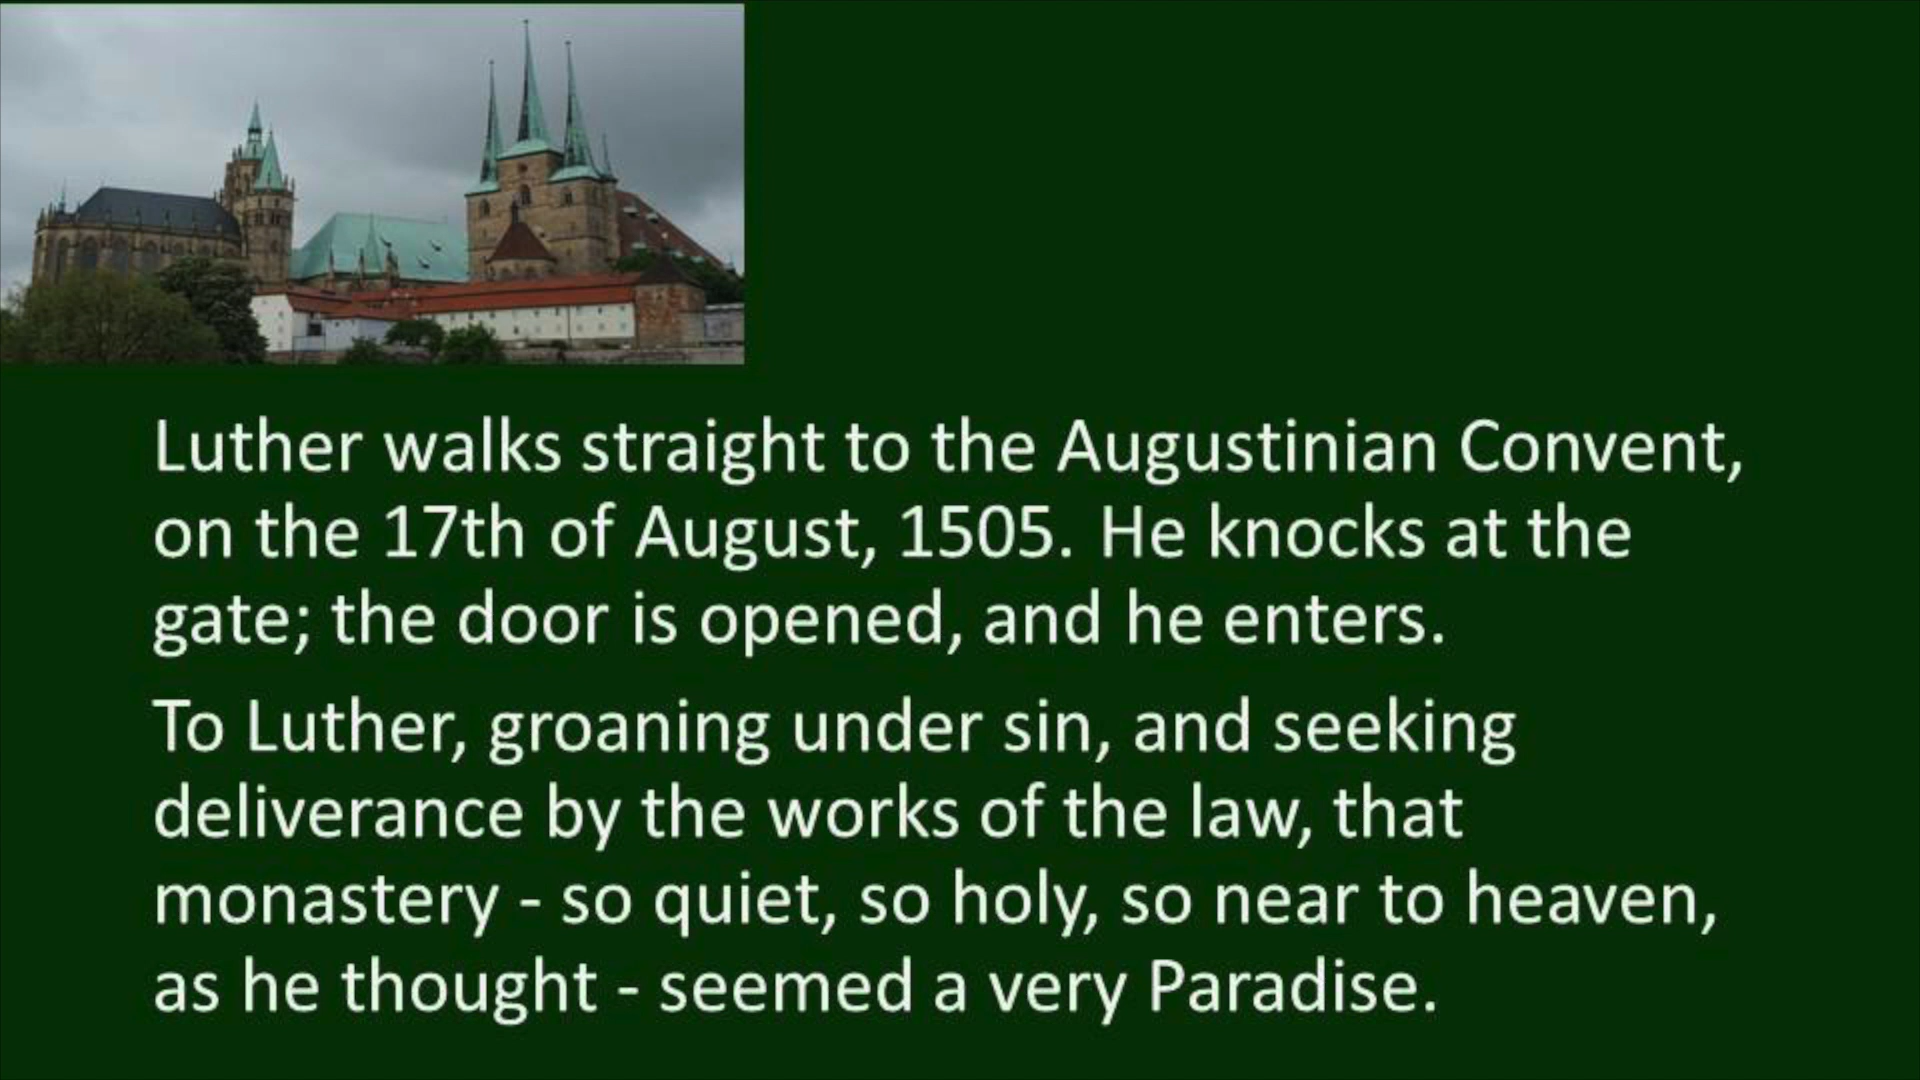 Luther walks straight to the Augustinian Convent,
on the 17th of August, 1505. He knocks at the
gate; the door is opened, and he enters.
To Luther, groaning under sin, and seeking
deliverance by the works of the law, that
monastery - so quiet, so holy, so near to heaven,
as he thought - seemed a very Paradise.